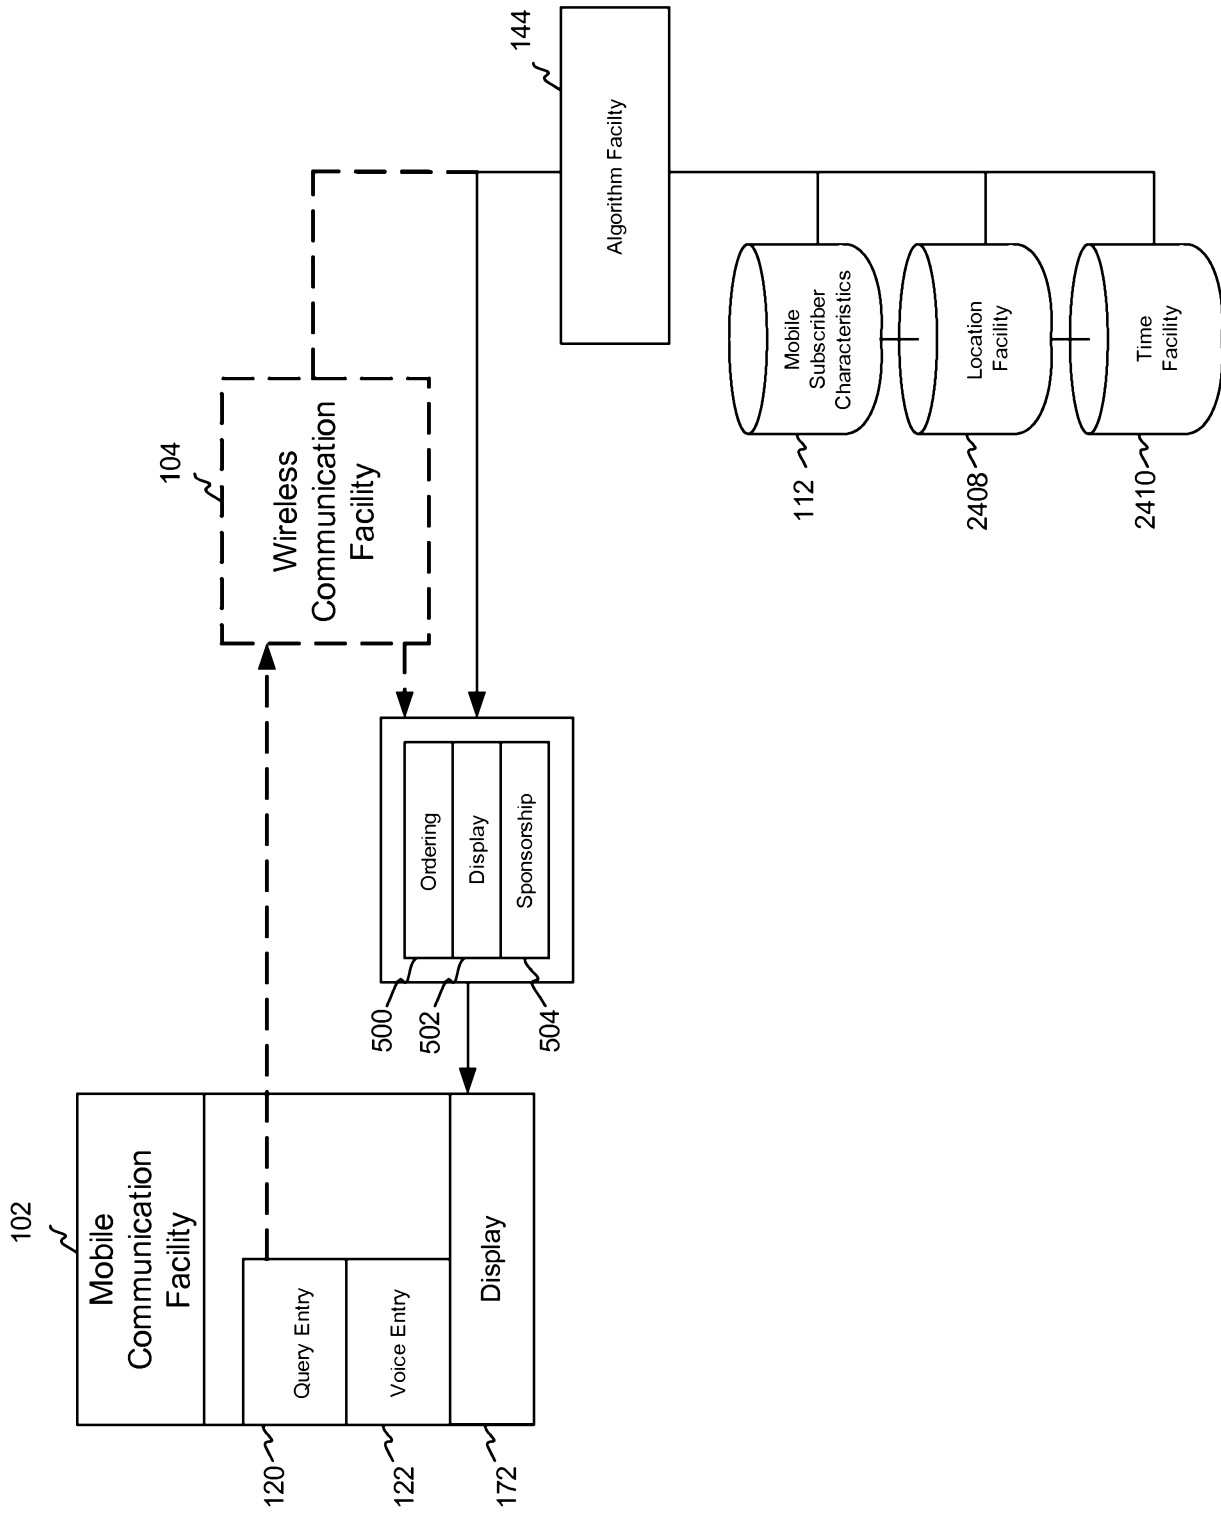 102
Mobile
Communication
Facility
120
Query Entry
122
Voice Entry
172
Display
104
Wireless
Communication
Facility
500
Ordering
502
Display
504
Sponsorship
144
Algorithm Facilty
112
Mobile
Subscriber
Characteristics
2408
Location
Facility
2410
Time
Facility